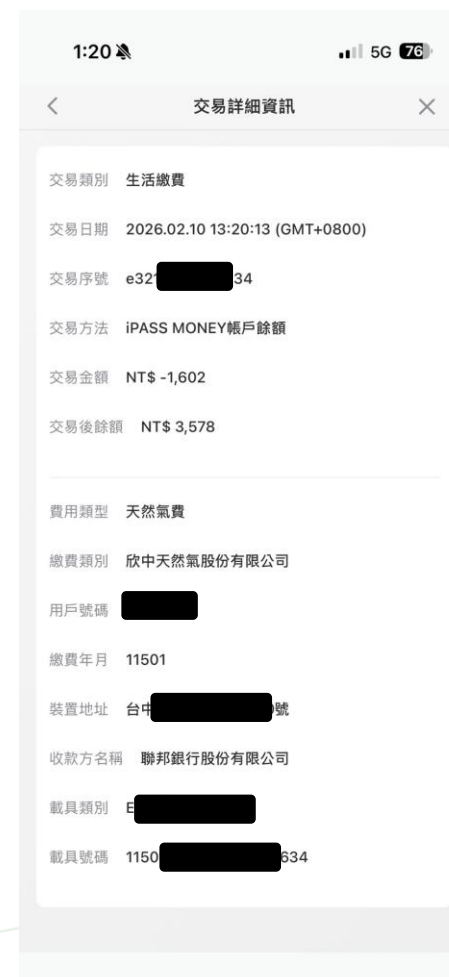 1:20
5G 76
交易詳細資訊
交易類別 生活繳費
交易日期 2026.02.10 13:20:13 (GMT+0800)
交易序號 e321 34
交易方法 iPASS MONEY帳戶餘額
交易金額 NT$ -1,602
交易後餘額 NT$ 3,578
費用類型 天然氣費
繳費類別 欣中天然氣股份有限公司
用戶號碼
繳費年月 11501
裝置地址 台中 號
收款方名稱 聯邦銀行股份有限公司
載具類別 E
載具號碼 1150 634